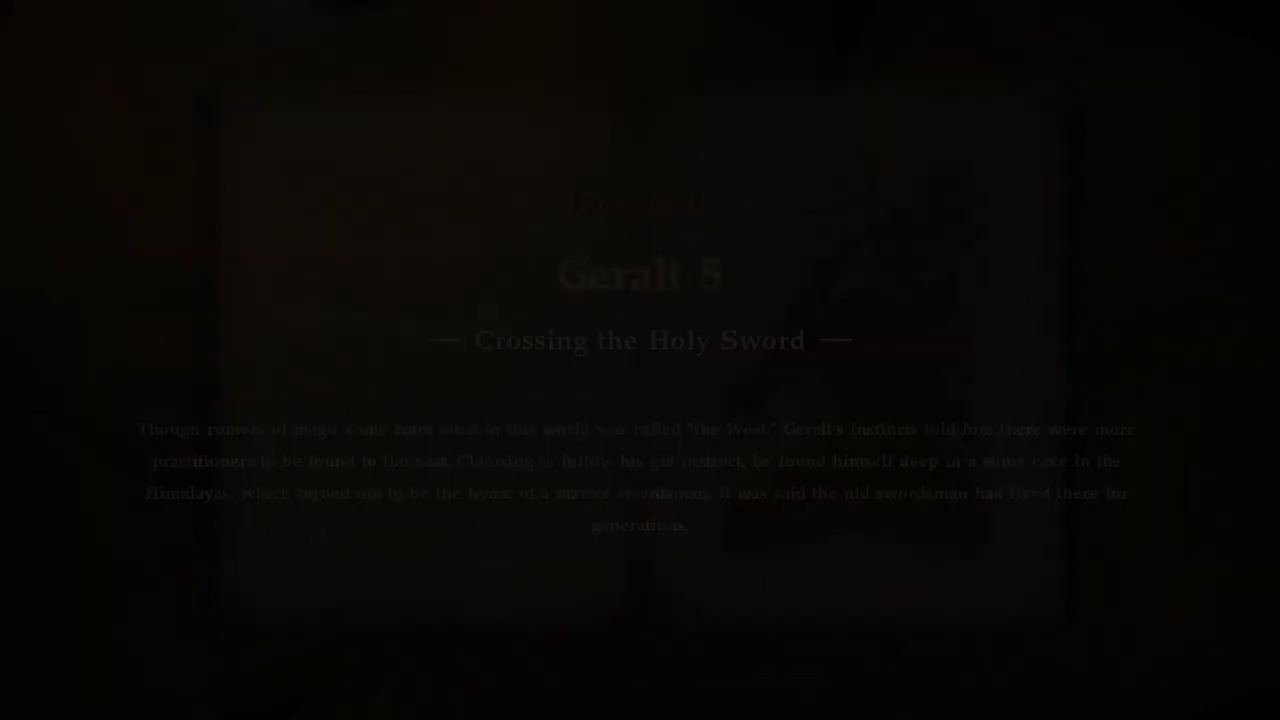 Geralt 5
— Crossing the Holy Sword —
Though rumors of magic came from what in this world was called "the West," Geralt's instincts told him there were more
practitioners to be found to the east. Choosing to follow his gut instinct, he found himself deep in a stone cave in the
Himalayas, which turned out to be the home of a master swordsman. It was said the old swordsman had lived there for
generations.